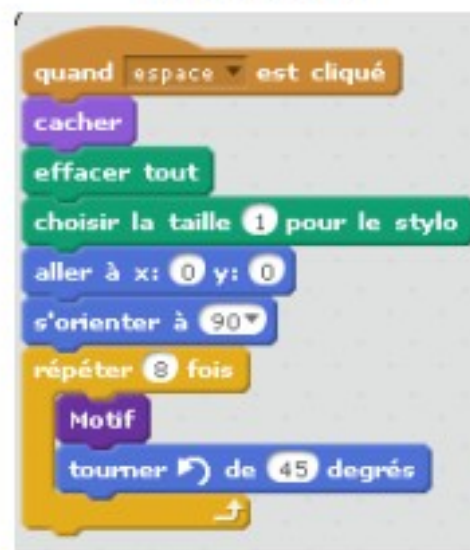 quand espace est cliqué
cacher
effacer tout
choisir la taille 1 pour le stylo
aller à x: 0 y: 0
s'orienter à 90
répéter 8 fois
Motif
tourner de 45 degrés